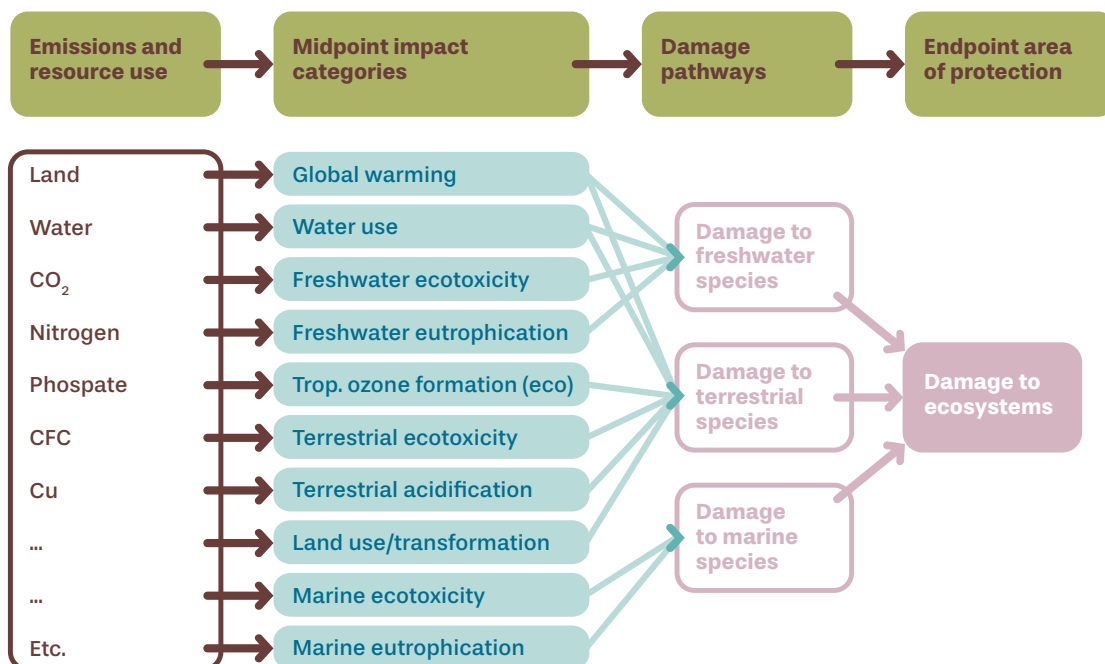 Emissions and
resource use
Midpoint impact
categories
Damage
pathways
Endpoint area
of protection
Land
Water
CO₂
Nitrogen
Phospate
CFC
Cu
...
...
Etc.
Global warming
Water use
Freshwater ecotoxicity
Freshwater eutrophication
Trop. ozone formation (eco)
Terrestrial ecotoxicity
Terrestrial acidification
Land use/transformation
Marine ecotoxicity
Marine eutrophication
Damage to
freshwater
species
Damage to
terrestrial
species
Damage
to marine
species
Damage to
ecosystems